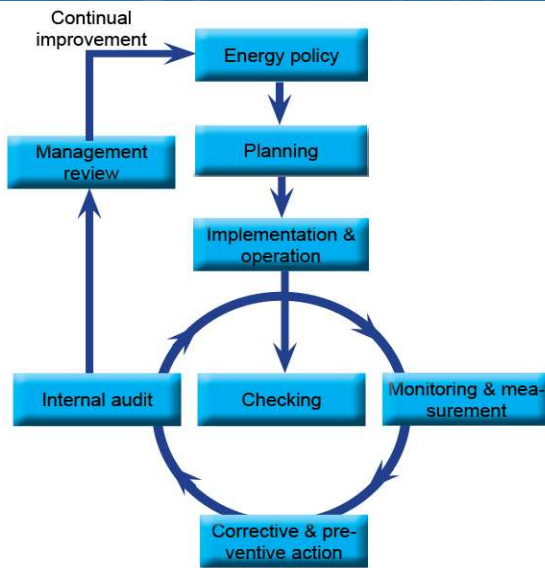 Continual
improvement
Energy policy
Management
review
Planning
Implementation &
operation
Internal audit
Checking
Monitoring & mea-
surement
Corrective & pre-
ventive action